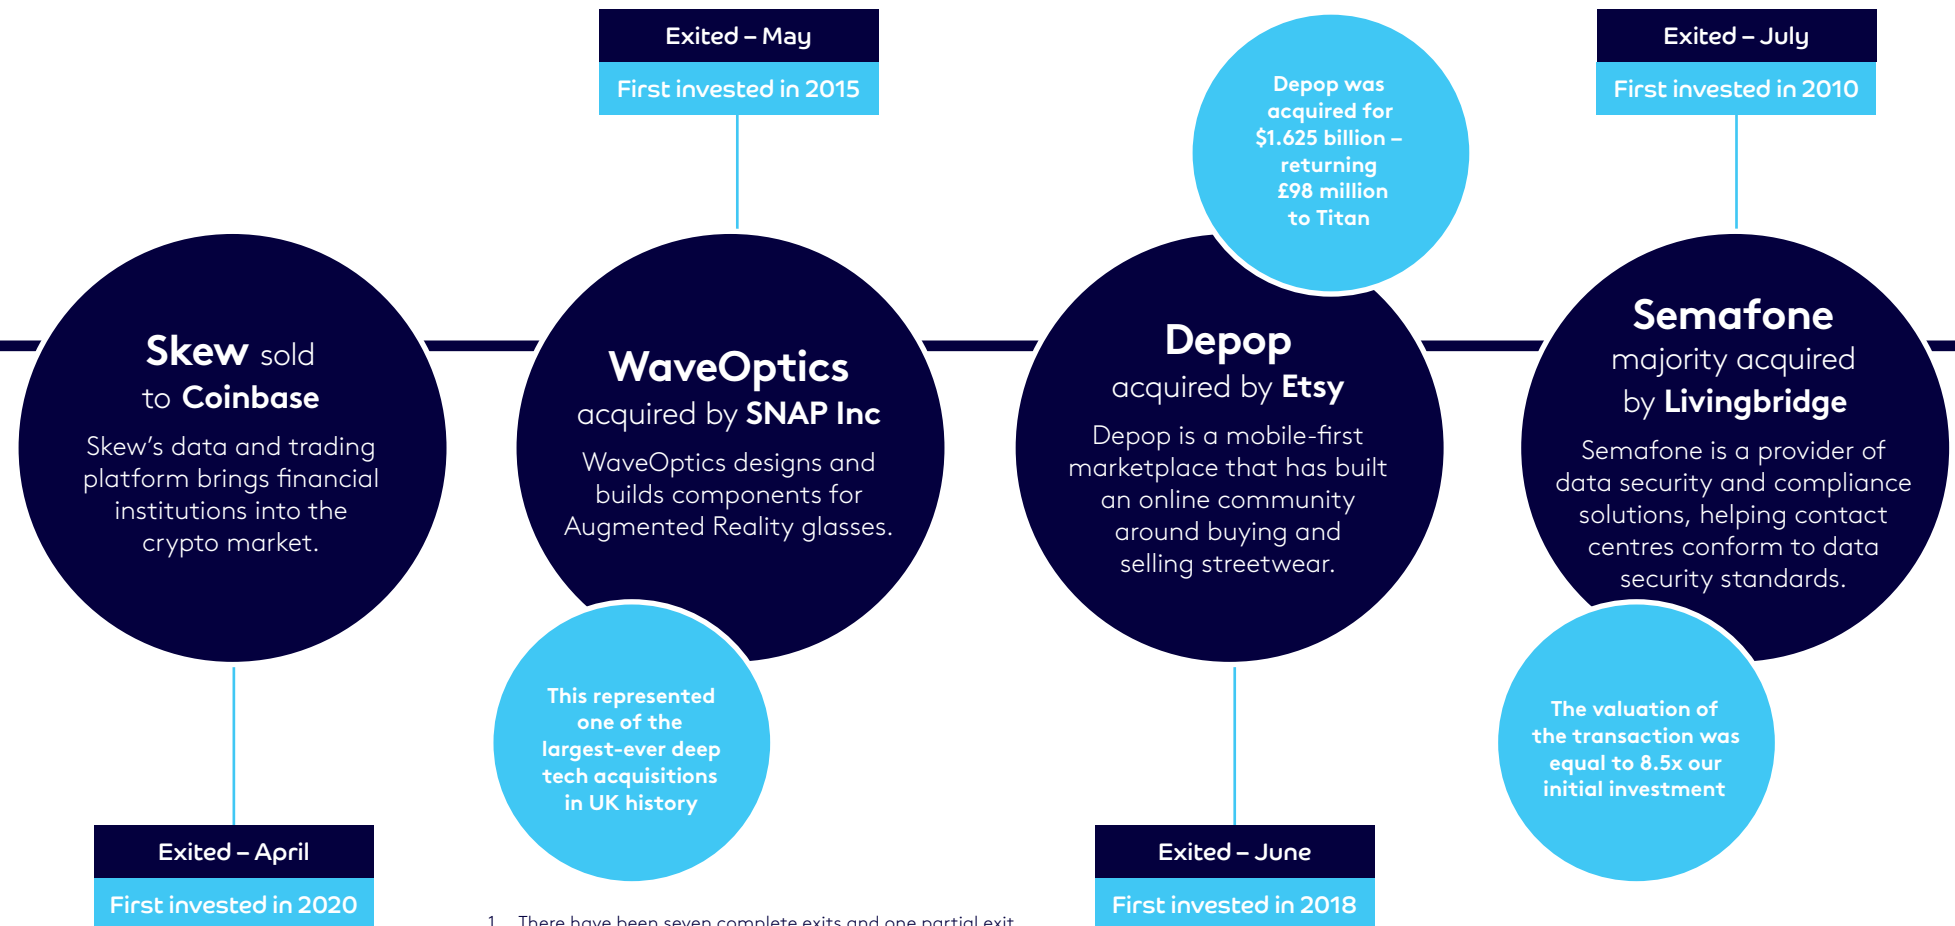 Skew sold
to Coinbase
Skew’s data and trading
platform brings financial
institutions into the
crypto market.
Exited – April
First invested in 2020
Exited – May
First invested in 2015
WaveOptics
acquired by SNAP Inc
WaveOptics designs and
builds components for
Augmented Reality glasses.
This represented
one of the
largest-ever deep
tech acquisitions
in UK history
Depop was
acquired for
$1.625 billion –
returning
£98 million
to Titan
Depop
acquired by Etsy
Depop is a mobile-first
marketplace that has built
an online community
around buying and
selling streetwear.
Exited – June
First invested in 2018
Exited – July
First invested in 2010
Semafone
majority acquired
by Livingbridge
Semafone is a provider of
data security and compliance
solutions, helping contact
centres conform to data
security standards.
The valuation of
the transaction was
equal to 8.5x our
initial investment
1 There have been seven complete exits and one partial exit